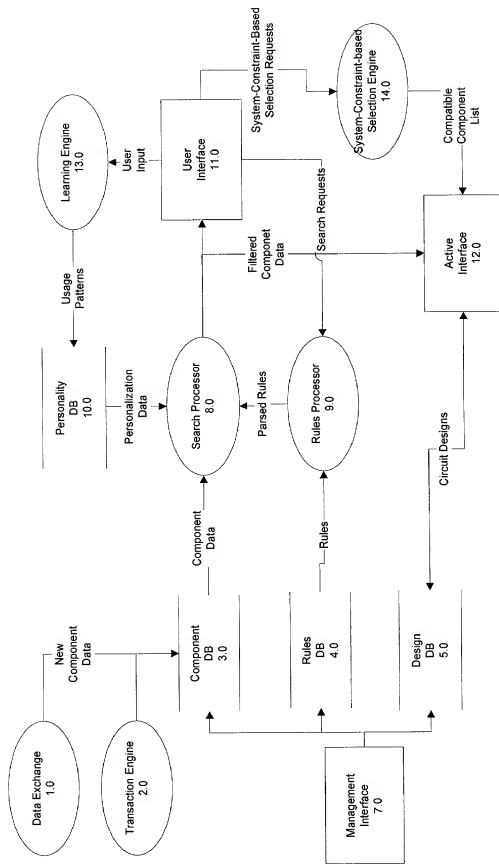 Data Exchange
1.0
Transaction Engine
2.0
New
Component
Data
Management
Interface
7.0
Component
DB
3.0
Rules
DB
4.0
Design
DB
5.0
Component
Data
Rules
Circuit Designs
Personality
DB
10.0
Personalization
Data
Search Processor
8.0
Parsed Rules
Rules Processor
9.0
Usage
Patterns
Learning Engine
13.0
User
Input
User
Interface
11.0
Filtered
Componet
Data
Search Requests
System-Constraint-Based
Selection Requests
System-Constraint-based
Selection Engine
14.0
Compatible
Component
List
Active
Interface
12.0